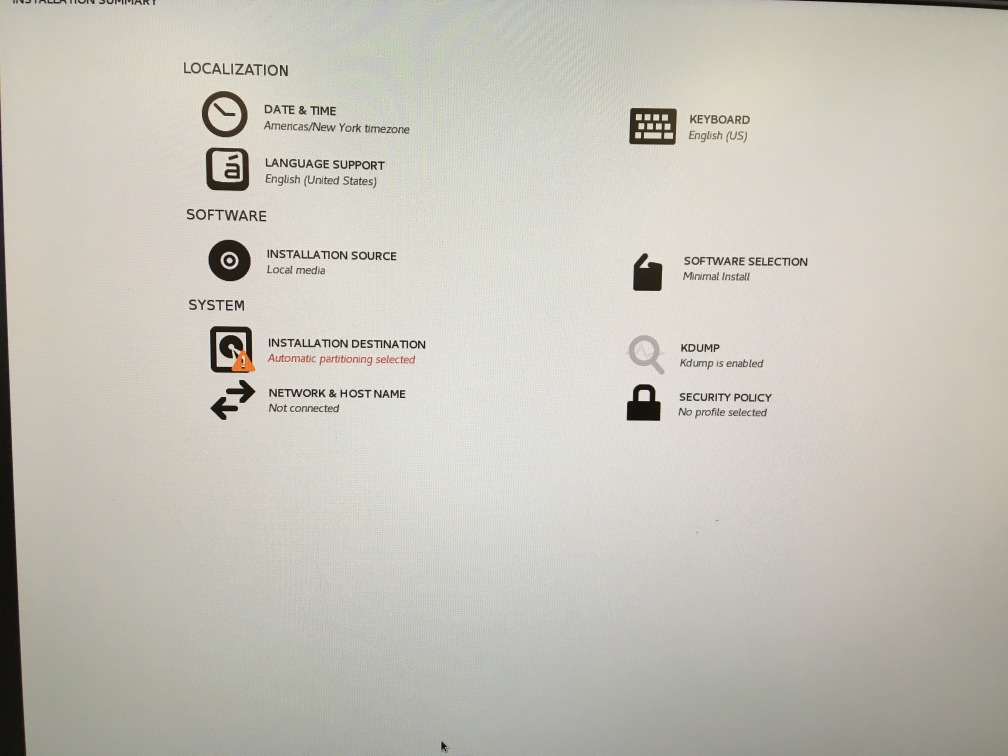 INSTALLATION SUMMARY
LOCALIZATION
DATE & TIME
Americas/New York timezone
KEYBOARD
English (US)
LANGUAGE SUPPORT
English (United States)
SOFTWARE
INSTALLATION SOURCE
Local media
SOFTWARE SELECTION
Minimal Install
SYSTEM
INSTALLATION DESTINATION
Automatic partitioning selected
KDUMP
Kdump is enabled
NETWORK & HOST NAME
Not connected
SECURITY POLICY
No profile selected